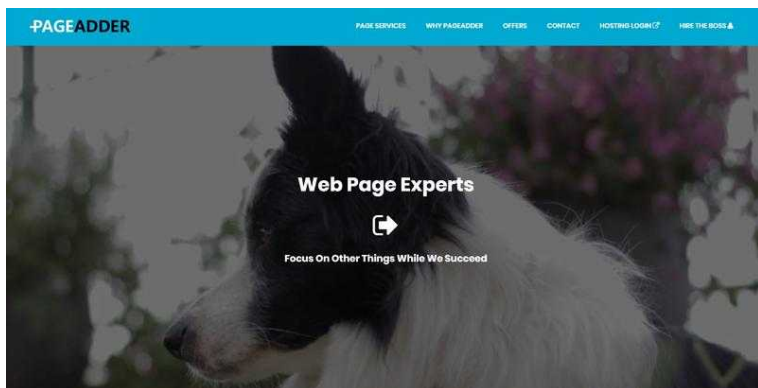 PAGEADDER
PAGE SERVICES WHY PAGEADDER OFFERS CONTACT HOSTING LOGIN HIRE THE BOSS
Web Page Experts
Focus On Other Things While We Succeed